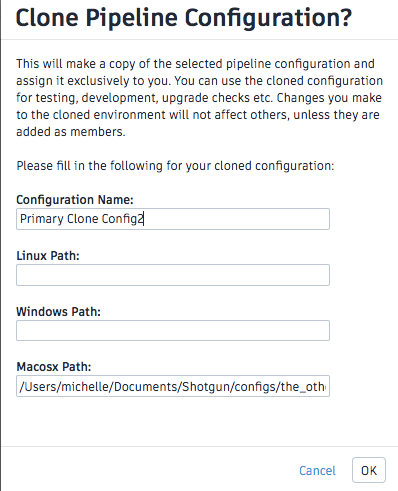 Clone Pipeline Configuration?
This will make a copy of the selected pipeline configuration and
assign it exclusively to you. You can use the cloned configuration
for testing, development, upgrade checks etc. Changes you make
to the cloned environment will not affect others, unless they are
added as members.
Please fill in the following for your cloned configuration:
Configuration Name:
Primary Clone Config2
Linux Path:
Windows Path:
Macosx Path:
/Users/michelle/Documents/Shotgun/configs/the_oth
Cancel OK